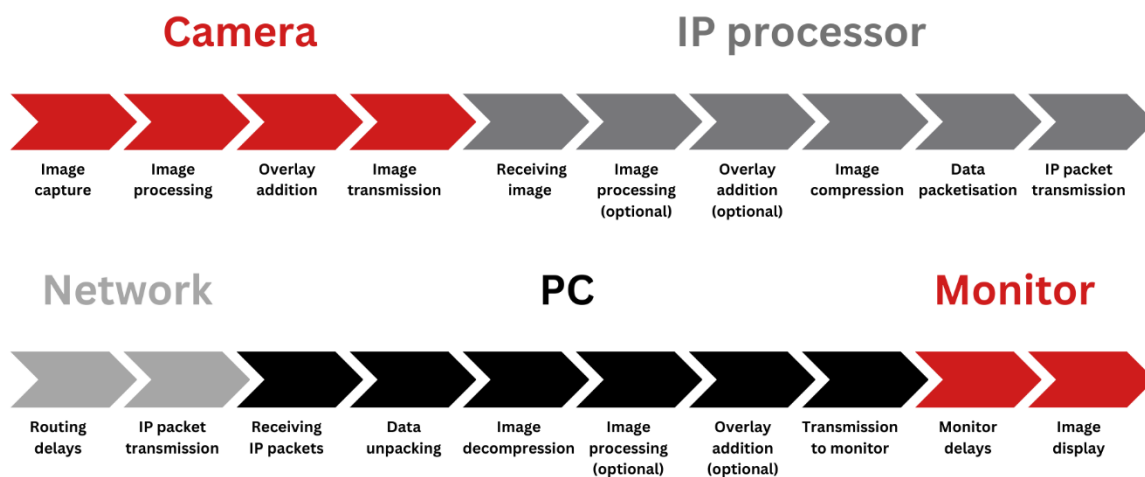 Camera
IP processor
Image
capture
Image
processing
Overlay
addition
Image
transmission
Receiving
image
Image
processing
(optional)
Overlay
addition
(optional)
Image
compression
Data
packetisation
IP packet
transmission
Network
PC
Monitor
Routing
delays
IP packet
transmission
Receiving
IP packets
Data
unpacking
Image
decompression
Image
processing
(optional)
Overlay
addition
(optional)
Transmission
to monitor
Monitor
delays
Image
display